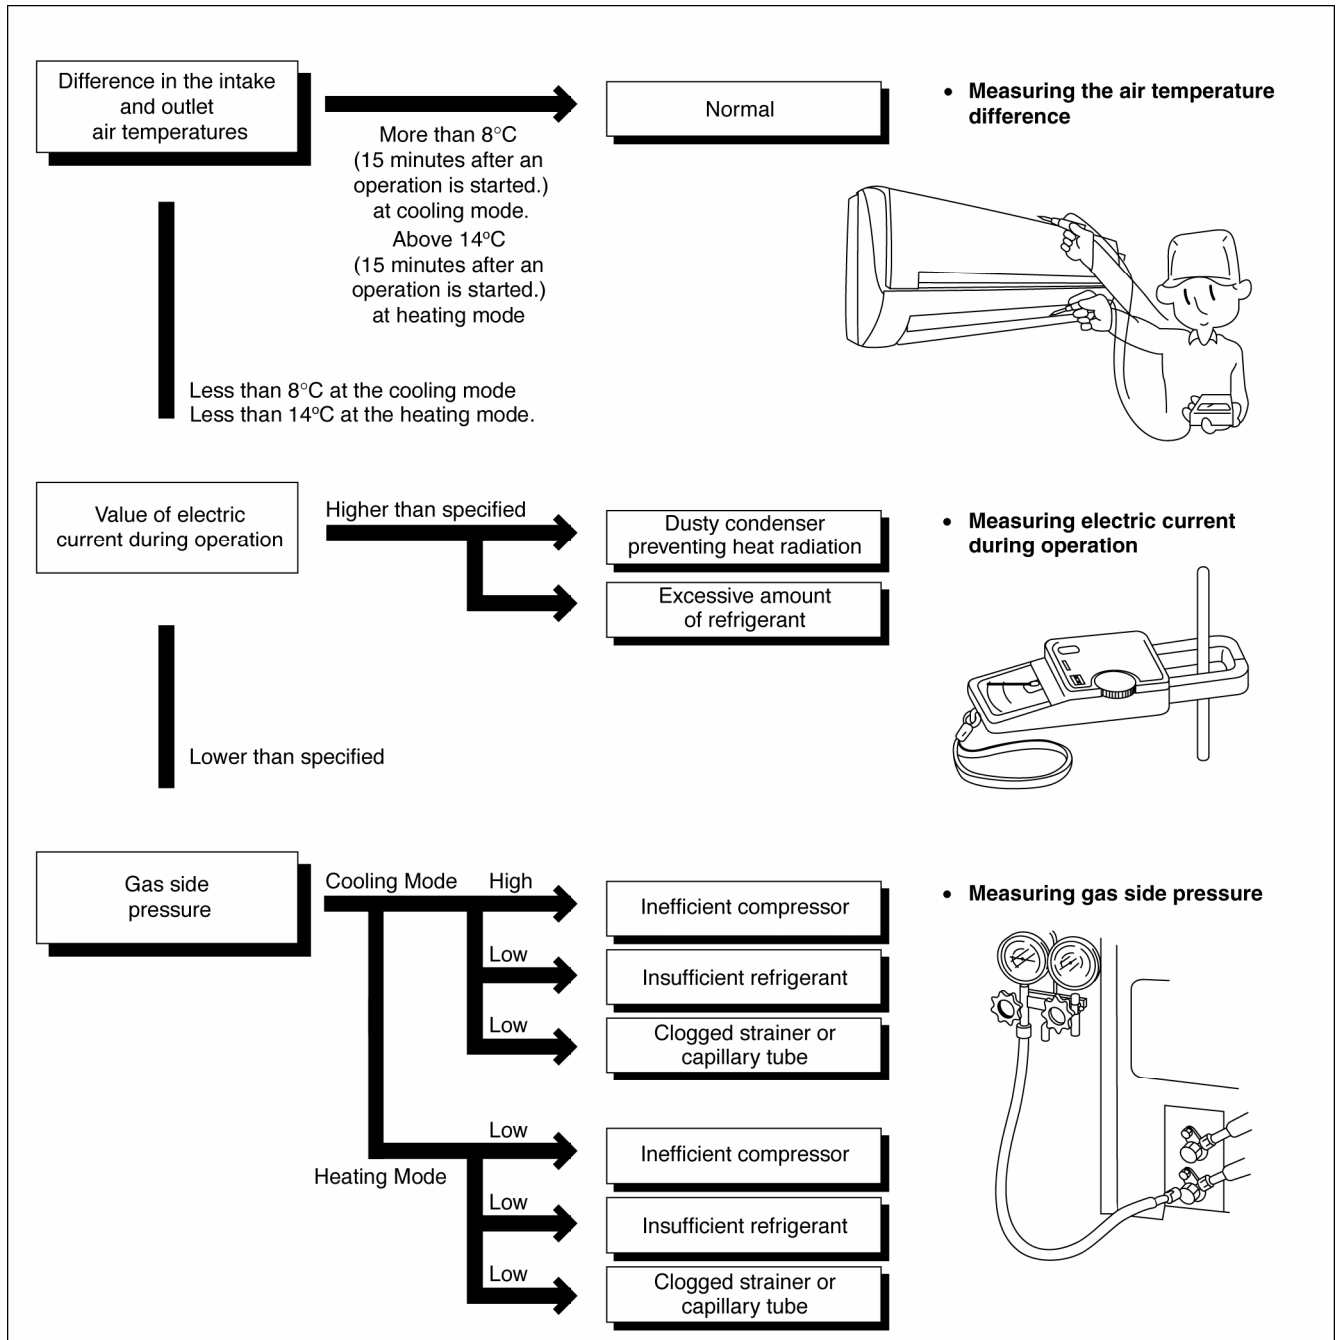 Difference in the intake
and outlet
air temperatures
More than 8°C
(15 minutes after an
operation is started.)
at cooling mode.
Above 14°C
(15 minutes after an
operation is started.)
at heating mode
Normal
• Measuring the air temperature
difference
Less than 8°C at the cooling mode
Less than 14°C at the heating mode.
Value of electric
current during operation
Higher than specified
Dusty condenser
preventing heat radiation
Excessive amount
of refrigerant
• Measuring electric current
during operation
Lower than specified
Gas side
pressure
Cooling Mode
High
Inefficient compressor
Low
Insufficient refrigerant
Low
Clogged strainer or
capillary tube
• Measuring gas side pressure
Heating Mode
Low
Inefficient compressor
Low
Insufficient refrigerant
Low
Clogged strainer or
capillary tube